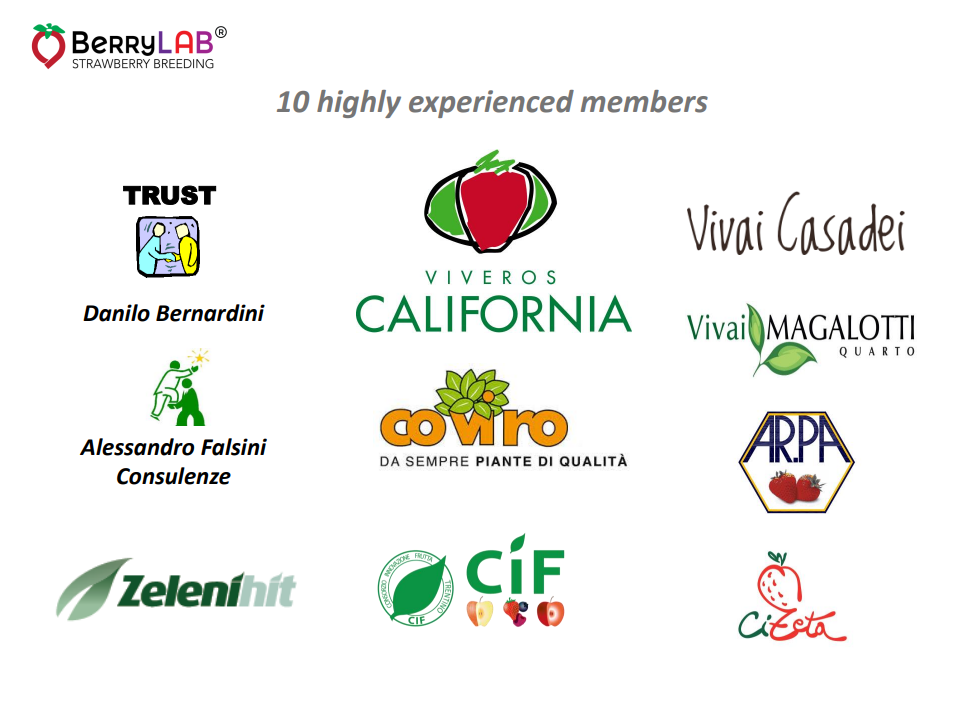 BerryLAB®
STRAWBERRY BREEDING
10 highly experienced members
TRUST
Danilo Bernardini
Alessandro Falsini
Consulenze
Zelenihit
VIVEROS
CALIFORNIA
coviro
DA SEMPRE PIANTE DI QUALITÀ
CONSORZIO INNOVAZIONE FRUTTA
TRENTINO
CIF
CiF
Vivai Casadei
Vivai MAGALOTTI
QUARTO
AR.PA
CiEsta